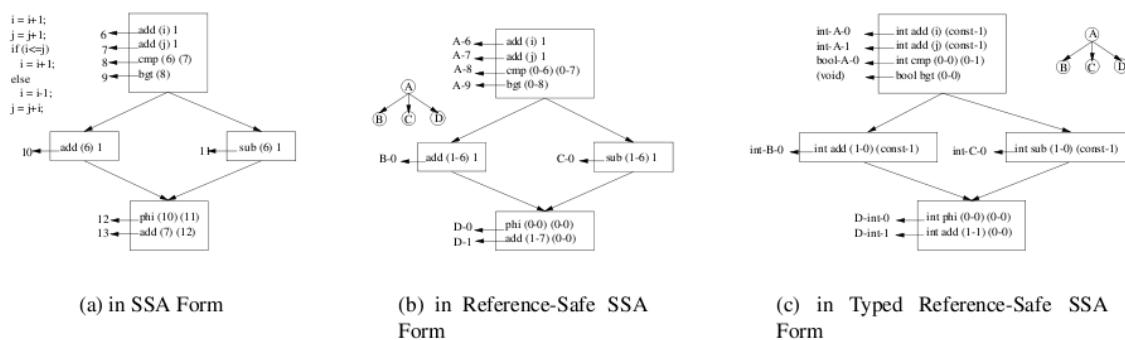 i = i+1;
j = j+1;
if (i<=j)
i = i+1;
else
i = i-1;
j = j+i;
6 add (i) 1
7 add (j) 1
8 cmp (6) (7)
9 bgt (8)
10 add (6) 1
11 sub (6) 1
12 phi (10) (11)
13 add (7) (12)
(a) in SSA Form
A-6 add (i) 1
A-7 add (j) 1
A-8 cmp (0-6) (0-7)
A-9 bgt (0-8)
A
B C D
B-0 add (1-6) 1
C-0 sub (1-6) 1
D-0 phi (0-0) (0-0)
D-1 add (1-7) (0-0)
(b) in Reference-Safe SSA
Form
int-A-0 int add (i) (const-1)
int-A-1 int add (j) (const-1)
bool-A-0 int cmp (0-0) (0-1)
(void) bool bgt (0-0)
A
B C D
int-B-0 int add (1-0) (const-1)
int-C-0 int sub (1-0) (const-1)
D-int-0 int phi (0-0) (0-0)
D-int-1 int add (1-1) (0-0)
(c) in Typed Reference-Safe SSA
Form